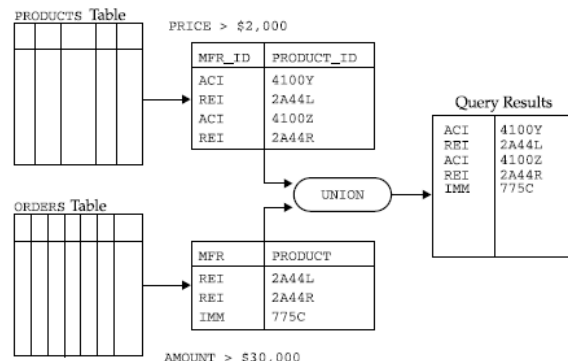 PRODUCTS Table
PRICE > $2,000
MFR_ID PRODUCT_ID
ACI 4100Y
REI 2A44L
ACI 4100Z
REI 2A44R
Query Results
ACI 4100Y
REI 2A44L
ACI 4100Z
REI 2A44R
IMM 775C
UNION
ORDERS Table
MFR PRODUCT
REI 2A44L
REI 2A44R
IMM 775C
AMOUNT > $30,000